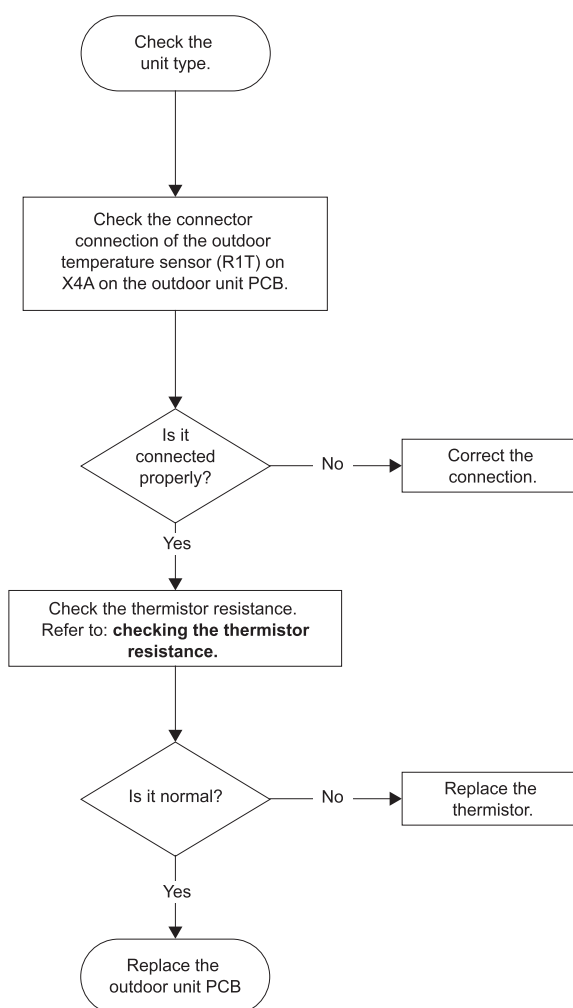 Check the
unit type.
Check the connector
connection of the outdoor
temperature sensor (R1T) on
X4A on the outdoor unit PCB.
Is it
connected
properly?
No
Correct the
connection.
Yes
Check the thermistor resistance.
Refer to: checking the thermistor
resistance.
Is it normal?
No
Replace the
thermistor.
Yes
Replace the
outdoor unit PCB